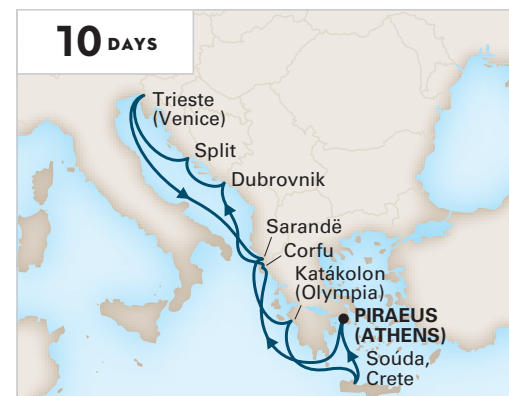 10 DAYS
Trieste
(Venice)
Split
Dubrovnik
Sarandë
Corfu
Katákolon
(Olympia)
PIRAEUS
(ATHENS)
Soúda,
Crete